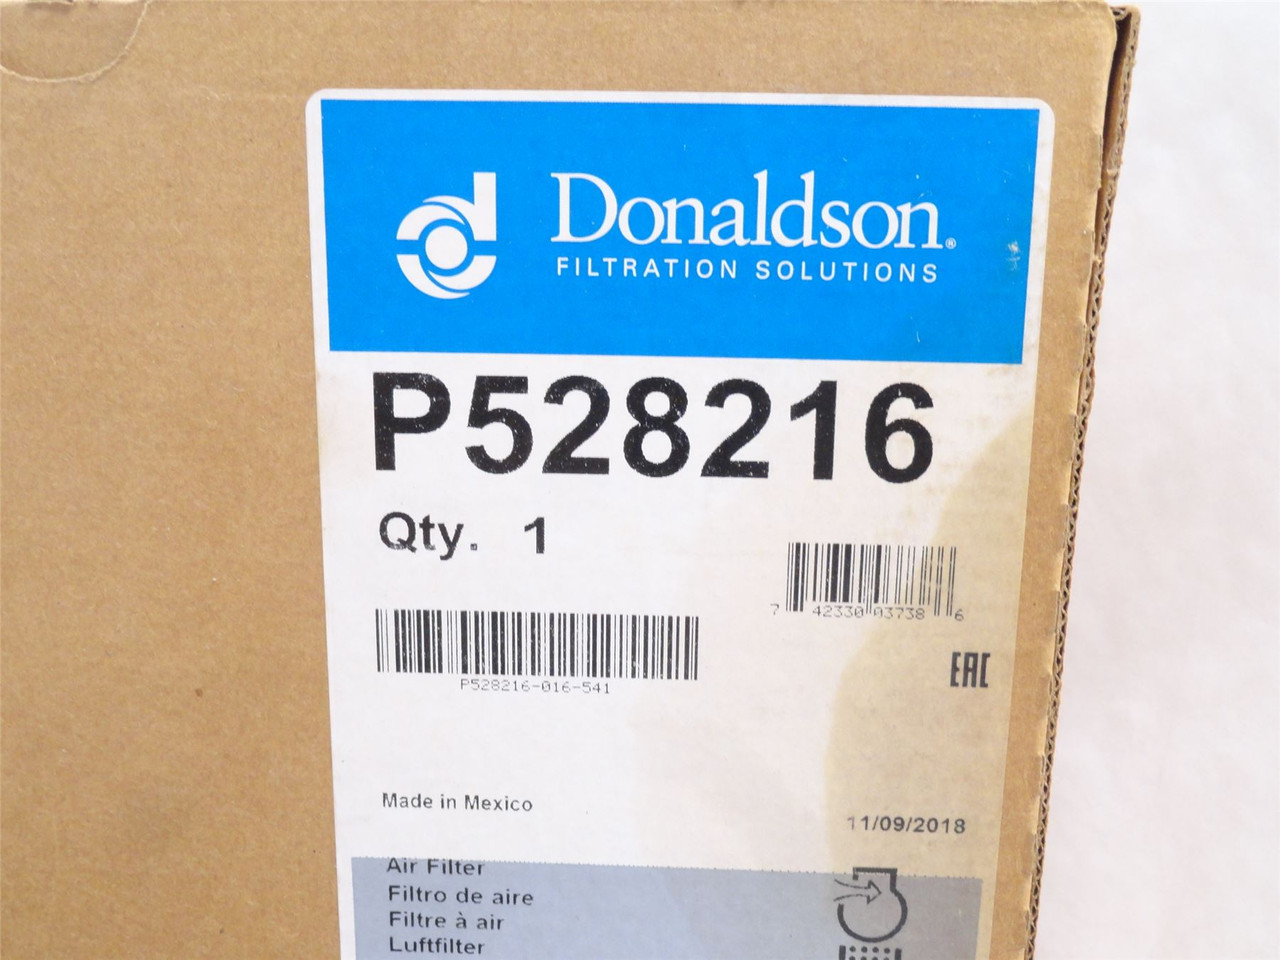 Donaldson®
FILTRATION SOLUTIONS
P528216
Qty. 1
7 42330 03738 6
P528216-016-541
EAC
Made in Mexico
11/09/2018
Air Filter
Filtro de aire
Filtre à air
Luftfilter